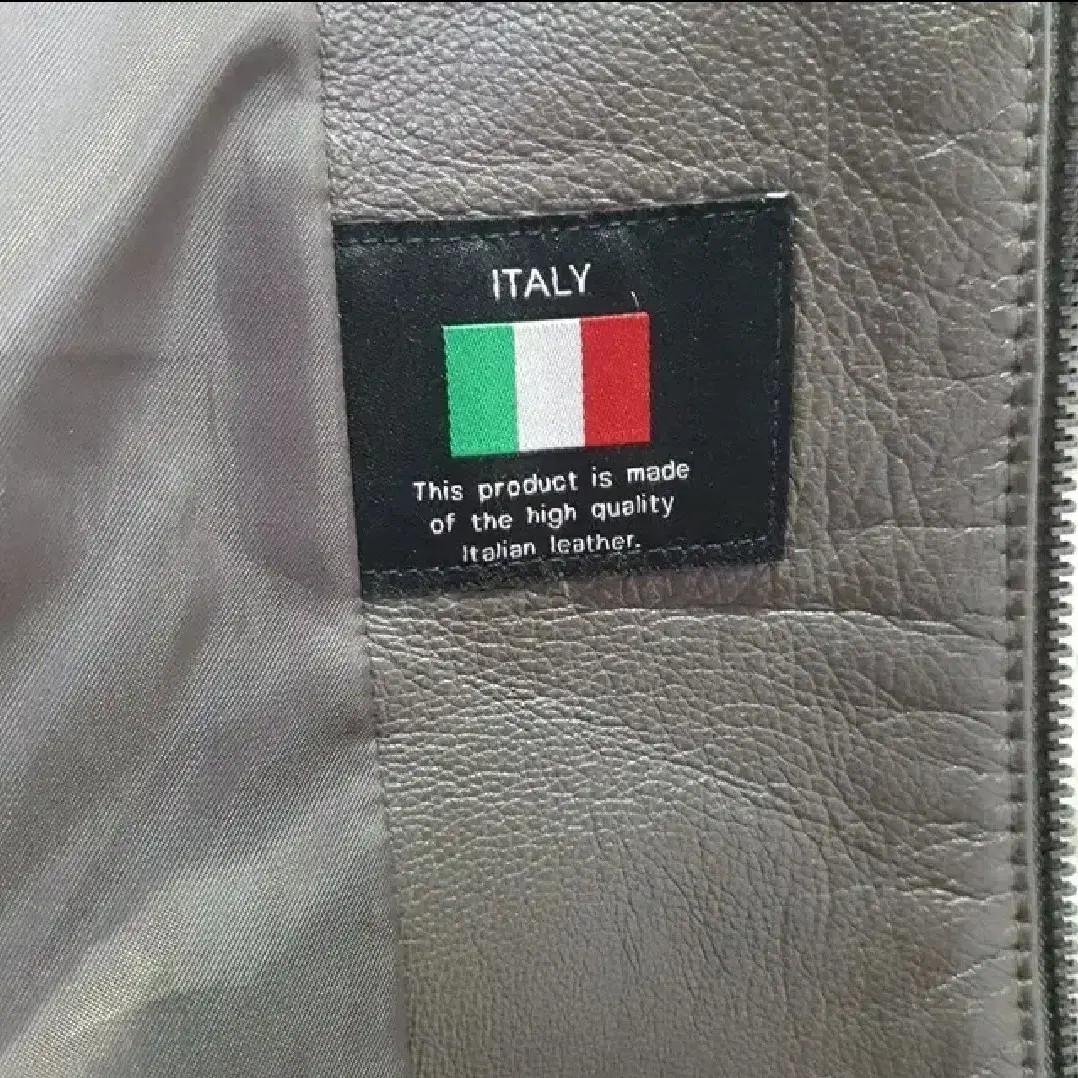 ITALY
This product is made
of the high quality
Italian leather.